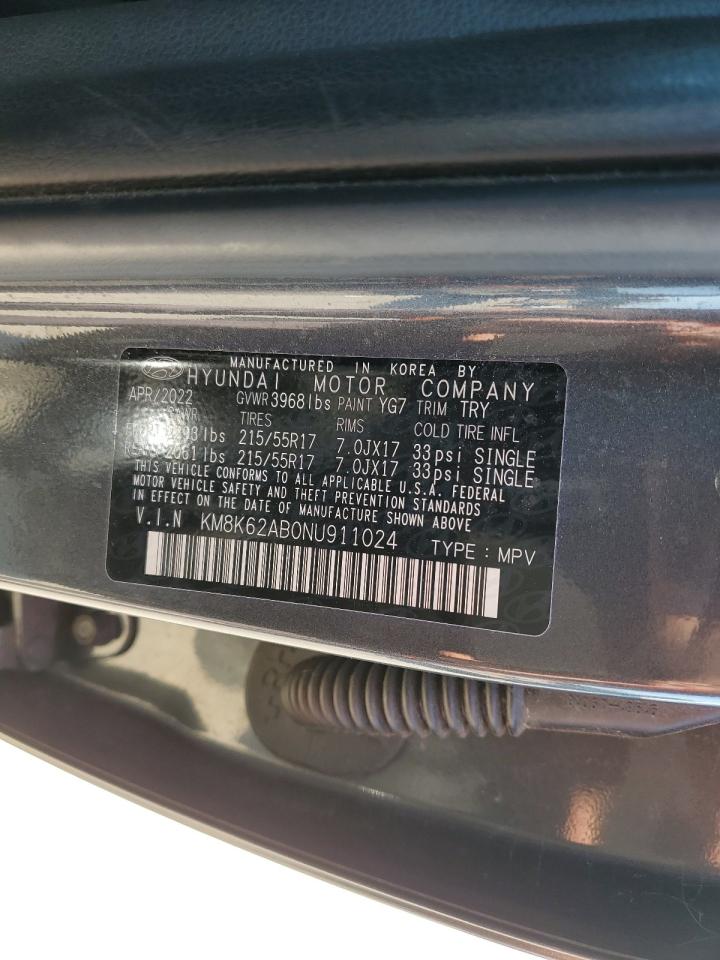 MANUFACTURED IN KOREA BY
HYUNDAI MOTOR COMPANY
APR/2022 GVWR 3968lbs PAINT YG7 TRIM TRY
TIRES RIMS COLD TIRE INFL
lbs 215/55R17 7.0JX17 33psi SINGLE
2061 lbs 215/55R17 7.0JX17 33psi SINGLE
THIS VEHICLE CONFORMS TO ALL APPLICABLE U.S.A. FEDERAL
MOTOR VEHICLE SAFETY AND THEFT PREVENTION STANDARDS
IN EFFECT ON THE DATE OF MANUFACTURE SHOWN ABOVE
V.I.N KM8K62AB0NU911024 TYPE : MPV